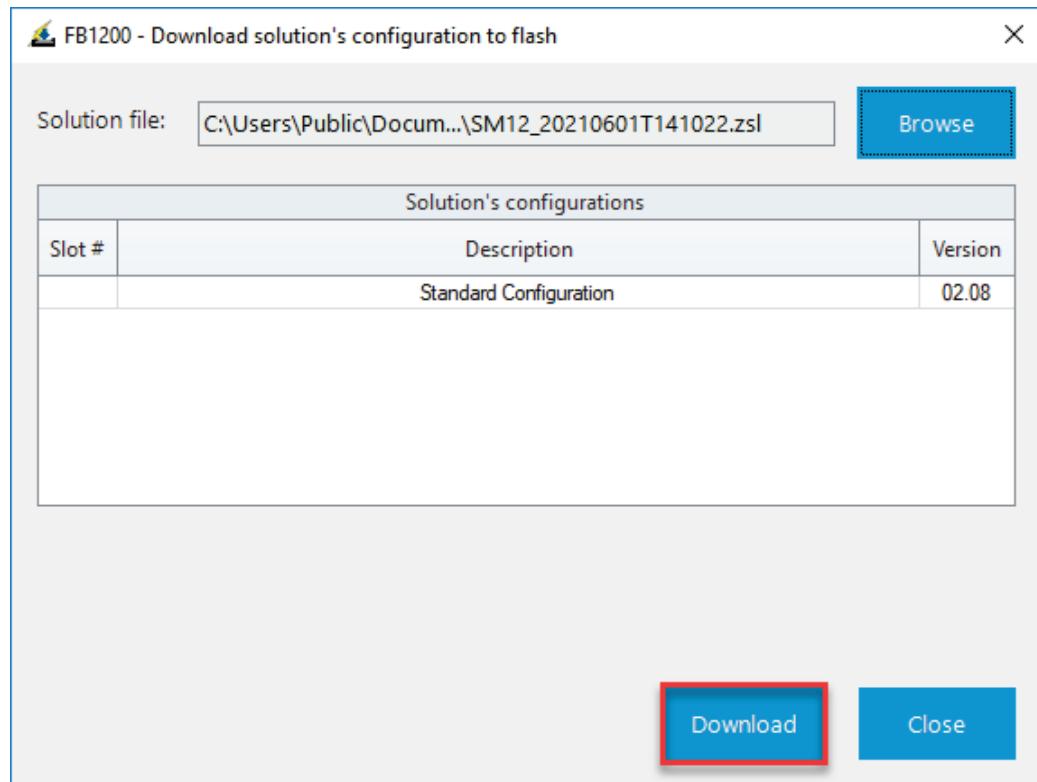 FB1200 - Download solution's configuration to flash
Solution file: C:\Users\Public\Docum...\SM12_20210601T141022.zsl Browse
Solution's configurations
Slot # Description Version
Standard Configuration 02.08
Download Close